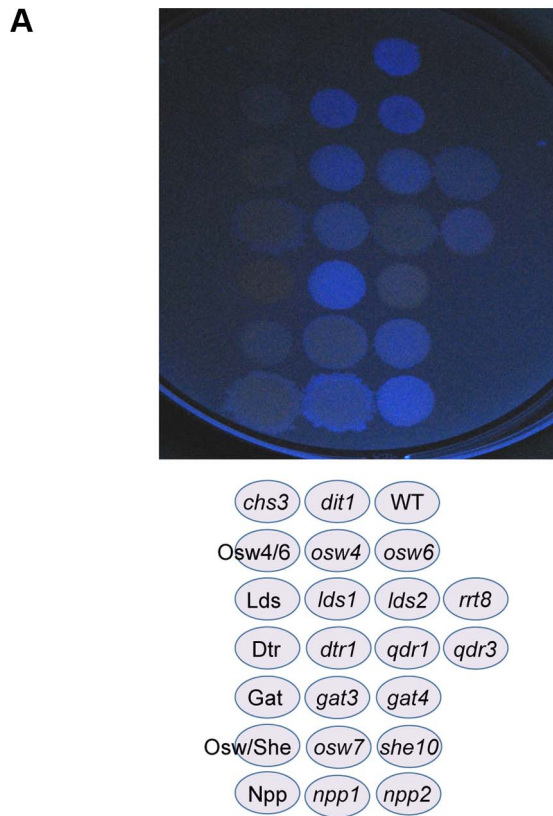 A
chs3 dit1 WT
Osw4/6 osw4 osw6
Lds lds1 lds2 rrt8
Dtr dtr1 qdr1 qdr3
Gat gat3 gat4
Osw/She osw7 she10
Npp npp1 npp2